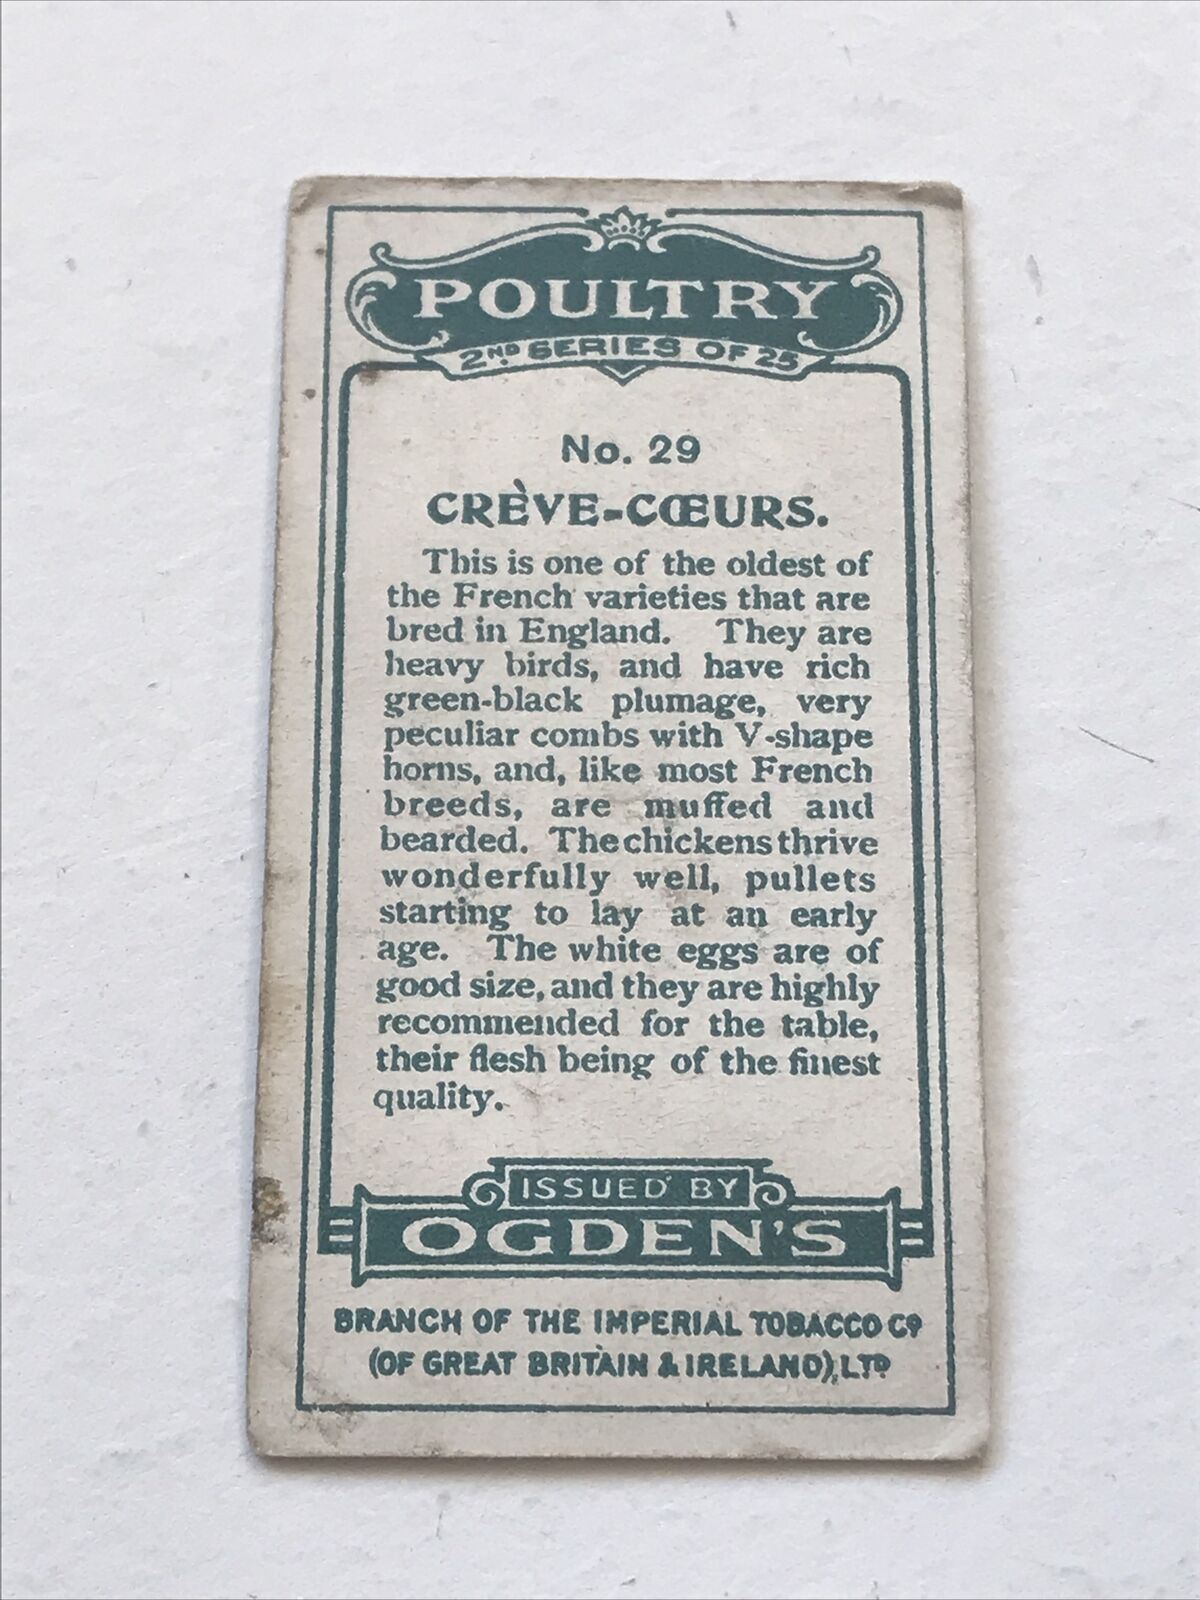 POULTRY
2ND SERIES OF 25
No. 29
CRÈVE-CŒURS.
This is one of the oldest of
the French varieties that are
bred in England. They are
heavy birds, and have rich
green-black plumage, very
peculiar combs with V-shape
horns, and, like most French
breeds, are muffed and
bearded. The chickens thrive
wonderfully well, pullets
starting to lay at an early
age. The white eggs are of
good size, and they are highly
recommended for the table,
their flesh being of the finest
quality.
ISSUED BY
OGDEN'S
BRANCH OF THE IMPERIAL TOBACCO CO
(OF GREAT BRITAIN & IRELAND), LTD